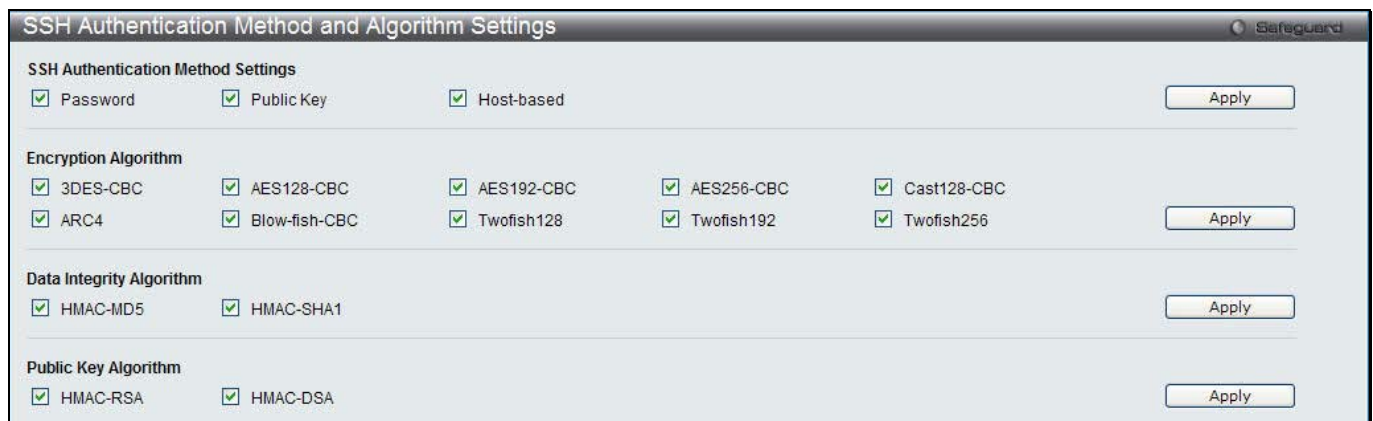 SSH Authentication Method and Algorithm Settings
Safeguard
SSH Authentication Method Settings
Password Public Key Host-based Apply
Encryption Algorithm
3DES-CBC AES128-CBC AES192-CBC AES256-CBC Cast128-CBC
ARC4 Blow-fish-CBC Twofish128 Twofish192 Twofish256 Apply
Data Integrity Algorithm
HMAC-MD5 HMAC-SHA1 Apply
Public Key Algorithm
HMAC-RSA HMAC-DSA Apply